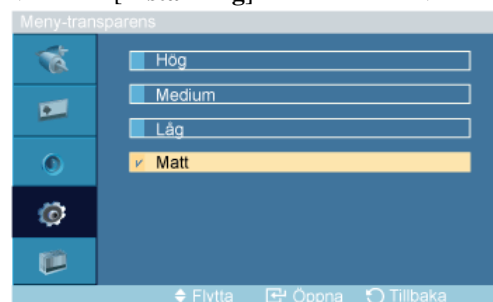 Meny-transparens
Hög
Medium
Låg
Matt
Flytta Öppna Tillbaka